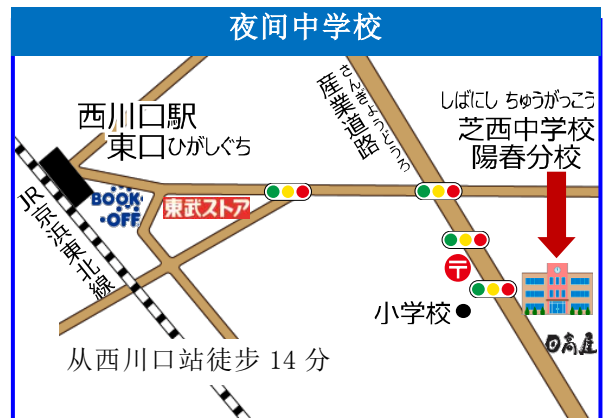 夜间中学校
さんぎょうどうろ
産業道路
しばにし ちゅうがっこう
芝西中学校
陽春分校
西川口駅
東口ひがしぐち
BOOK
・OFF
東武ストア
JR京浜東北線
〒
小学校
日高屋
从西川口站徒步 14 分